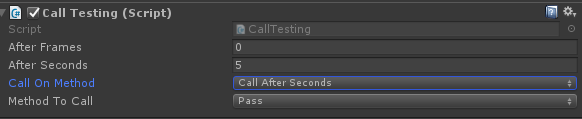 Call Testing (Script)
Script CallTesting
After Frames 0
After Seconds 5
Call On Method Call After Seconds
Method To Call Pass